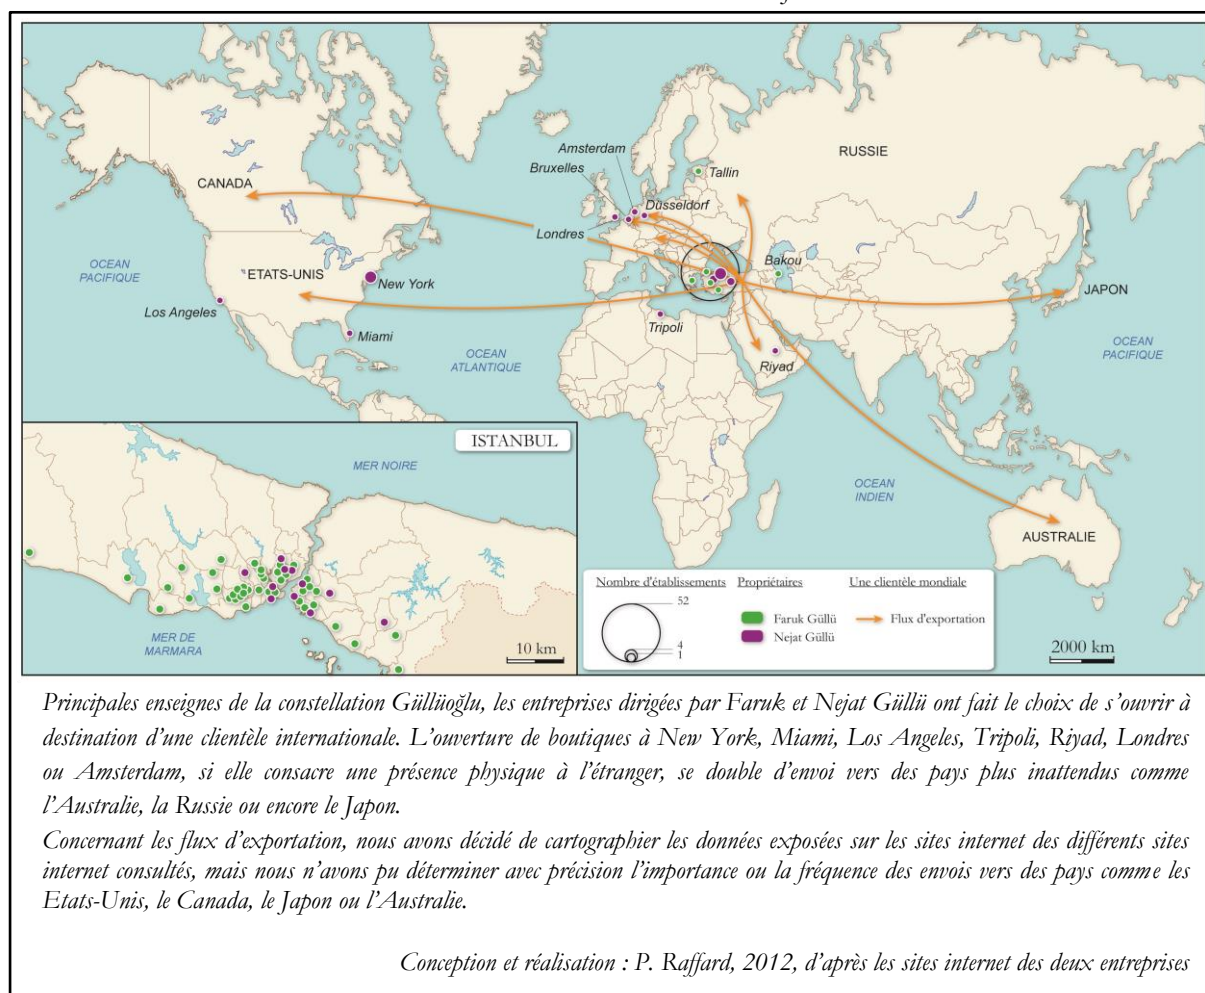 RUSSIE
Amsterdam
Bruxelles
Tallin
CANADA
Düsseldorf
Londres
OCEAN
PACIFIQUE
ETATS-UNIS
Bakou
New York
JAPON
Los Angeles
Tripoli
Miami
OCEAN
ATLANTIQUE
Riyad
OCEAN
PACIFIQUE
ISTANBUL
MER NOIRE
OCEAN
INDIEN
AUSTRALIE
MER DE
MARMARA
10 km
Nombre d'établissements
52
4
1
Propriétaires
Faruk Güllü
Nejat Güllü
Une clientèle mondiale
Flux d'exportation
2000 km
Principales enseignes de la constellation Güllüoğlu, les entreprises dirigées par Faruk et Nejat Güllü ont fait le choix de s'ouvrir à
destination d'une clientèle internationale. L'ouverture de boutiques à New York, Miami, Los Angeles, Tripoli, Riyad, Londres
ou Amsterdam, si elle consacre une présence physique à l'étranger, se double d'envoi vers des pays plus inattendus comme
l'Australie, la Russie ou encore le Japon.
Concernant les flux d'exportation, nous avons décidé de cartographier les données exposées sur les sites internet des différents sites
internet consultés, mais nous n'avons pu déterminer avec précision l'importance ou la fréquence des envois vers des pays comme les
Etats-Unis, le Canada, le Japon ou l'Australie.
Conception et réalisation : P. Raffard, 2012, d'après les sites internet des deux entreprises